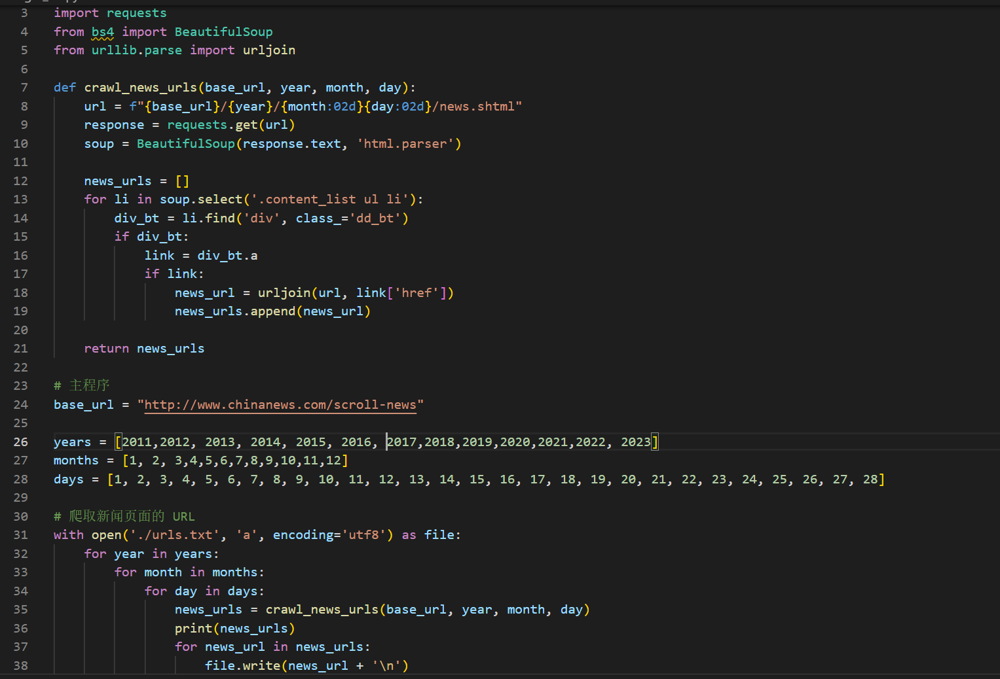 3 import requests
4 from bs4 import BeautifulSoup
5 from urllib.parse import urljoin
6
7 def crawl_news_urls(base_url, year, month, day):
8     url = f"{base_url}/{year}/{month:02d}{day:02d}/news.shtml"
9     response = requests.get(url)
10     soup = BeautifulSoup(response.text, 'html.parser')
11
12     news_urls = []
13     for li in soup.select('.content_list ul li'):
14         div_bt = li.find('div', class_='dd_bt')
15         if div_bt:
16             link = div_bt.a
17             if link:
18                 news_url = urljoin(url, link['href'])
19                 news_urls.append(news_url)
20
21     return news_urls
22
23 # 主程序
24 base_url = "http://www.chinanews.com/scroll-news"
25
26 years = [2011,2012, 2013, 2014, 2015, 2016, 2017,2018,2019,2020,2021,2022, 2023]
27 months = [1, 2, 3,4,5,6,7,8,9,10,11,12]
28 days = [1, 2, 3, 4, 5, 6, 7, 8, 9, 10, 11, 12, 13, 14, 15, 16, 17, 18, 19, 20, 21, 22, 23, 24, 25, 26, 27, 28]
29
30 # 爬取新闻页面的 URL
31 with open('./urls.txt', 'a', encoding='utf8') as file:
32     for year in years:
33         for month in months:
34             for day in days:
35                 news_urls = crawl_news_urls(base_url, year, month, day)
36                 print(news_urls)
37                 for news_url in news_urls:
38                     file.write(news_url + '\n')